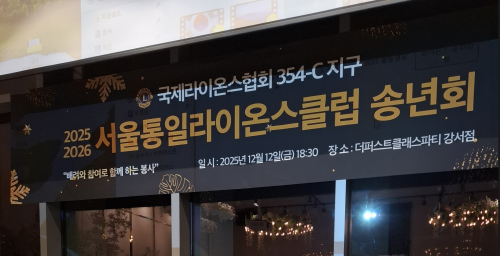 국제라이온스협회 354-C 지구
2025
2026 서울통일라이온스클럽 송년회
"배려와 참여로 함께 하는 봉사"
일 시 : 2025년 12월 12일(금) 18:30 장 소 : 더퍼스트클래스파티 강서점